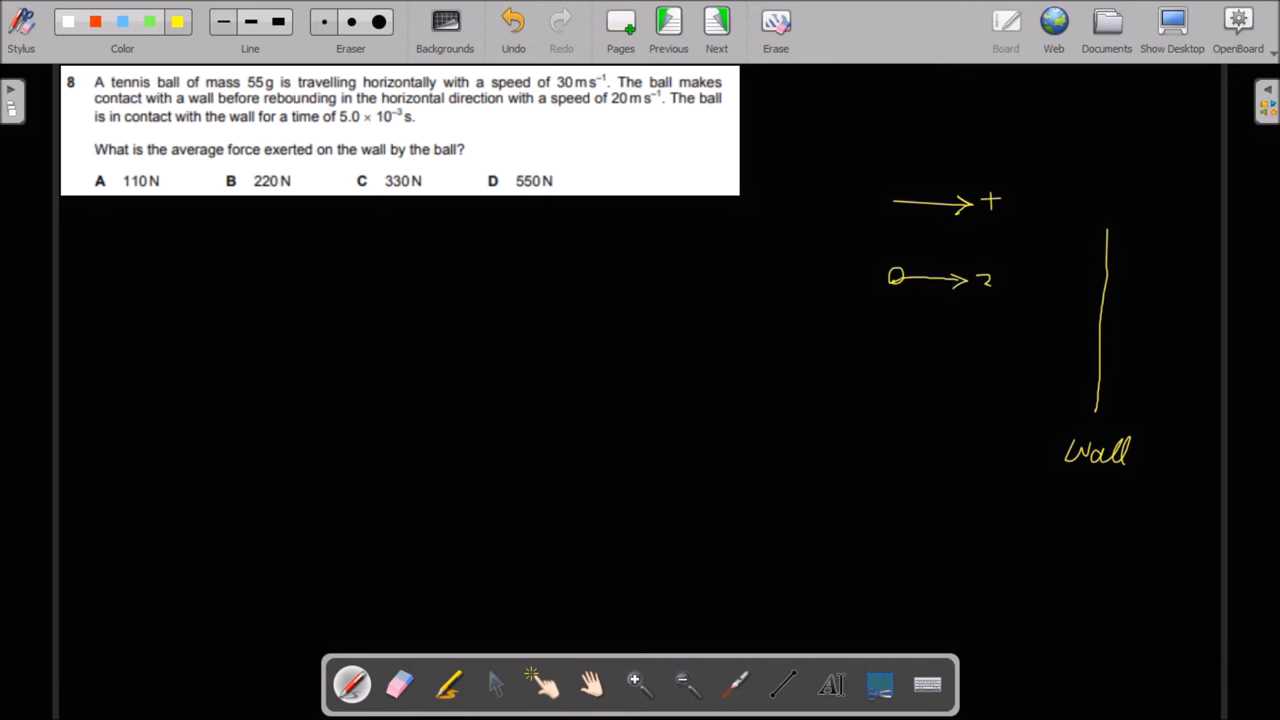 Stylus Color Line Eraser Backgrounds Undo Redo Pages Previous Next Erase Board Web Documents Show Desktop OpenBoard
8 A tennis ball of mass 55 g is travelling horizontally with a speed of 30 m s⁻¹. The ball makes
contact with a wall before rebounding in the horizontal direction with a speed of 20 m s⁻¹. The ball
is in contact with the wall for a time of 5.0 × 10⁻³ s.
What is the average force exerted on the wall by the ball?
A 110 N B 220 N C 330 N D 550 N
+
Wall
AI